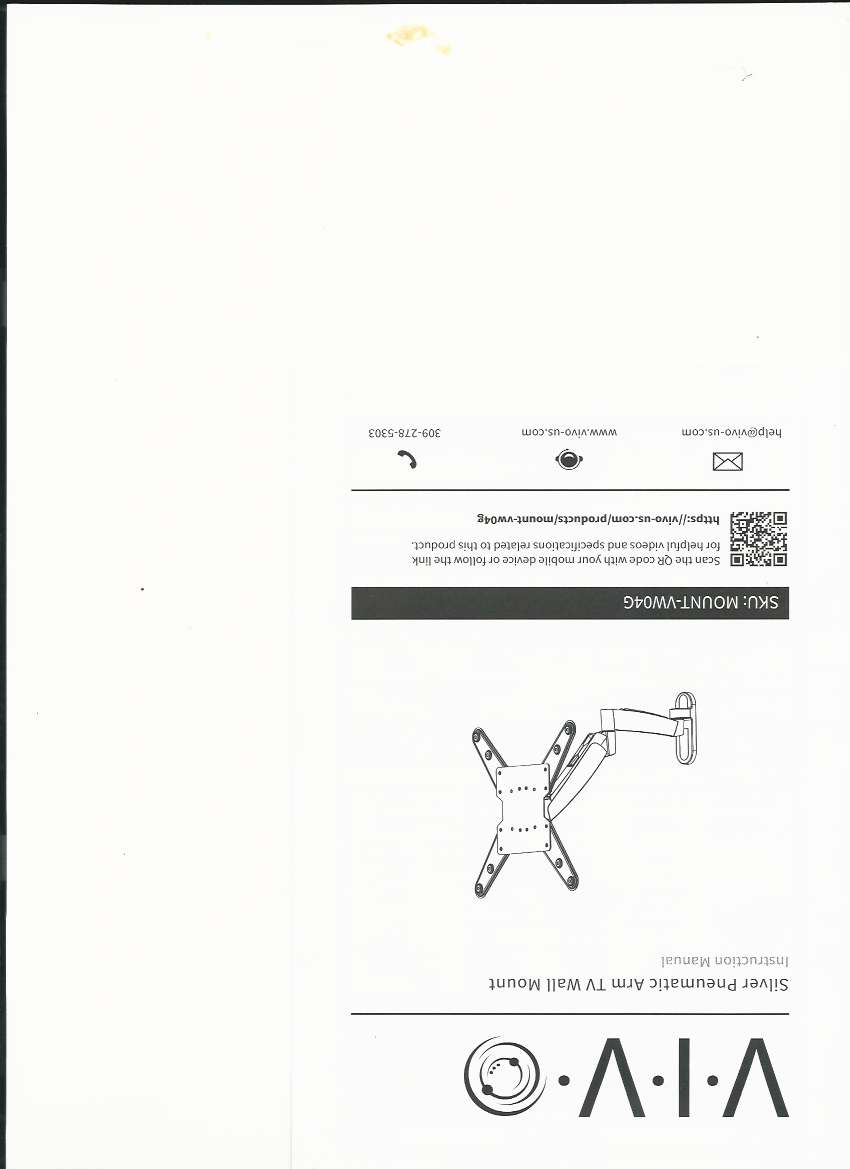 V·I·V·O
Silver Pneumatic Arm TV Wall Mount
Instruction Manual
SKU: MOUNT-VW04G
Scan the QR code with your mobile device or follow the link
for helpful videos and specifications related to this product.
https://vivo-us.com/products/mount-vw04g
help@vivo-us.com
www.vivo-us.com
309-278-5303